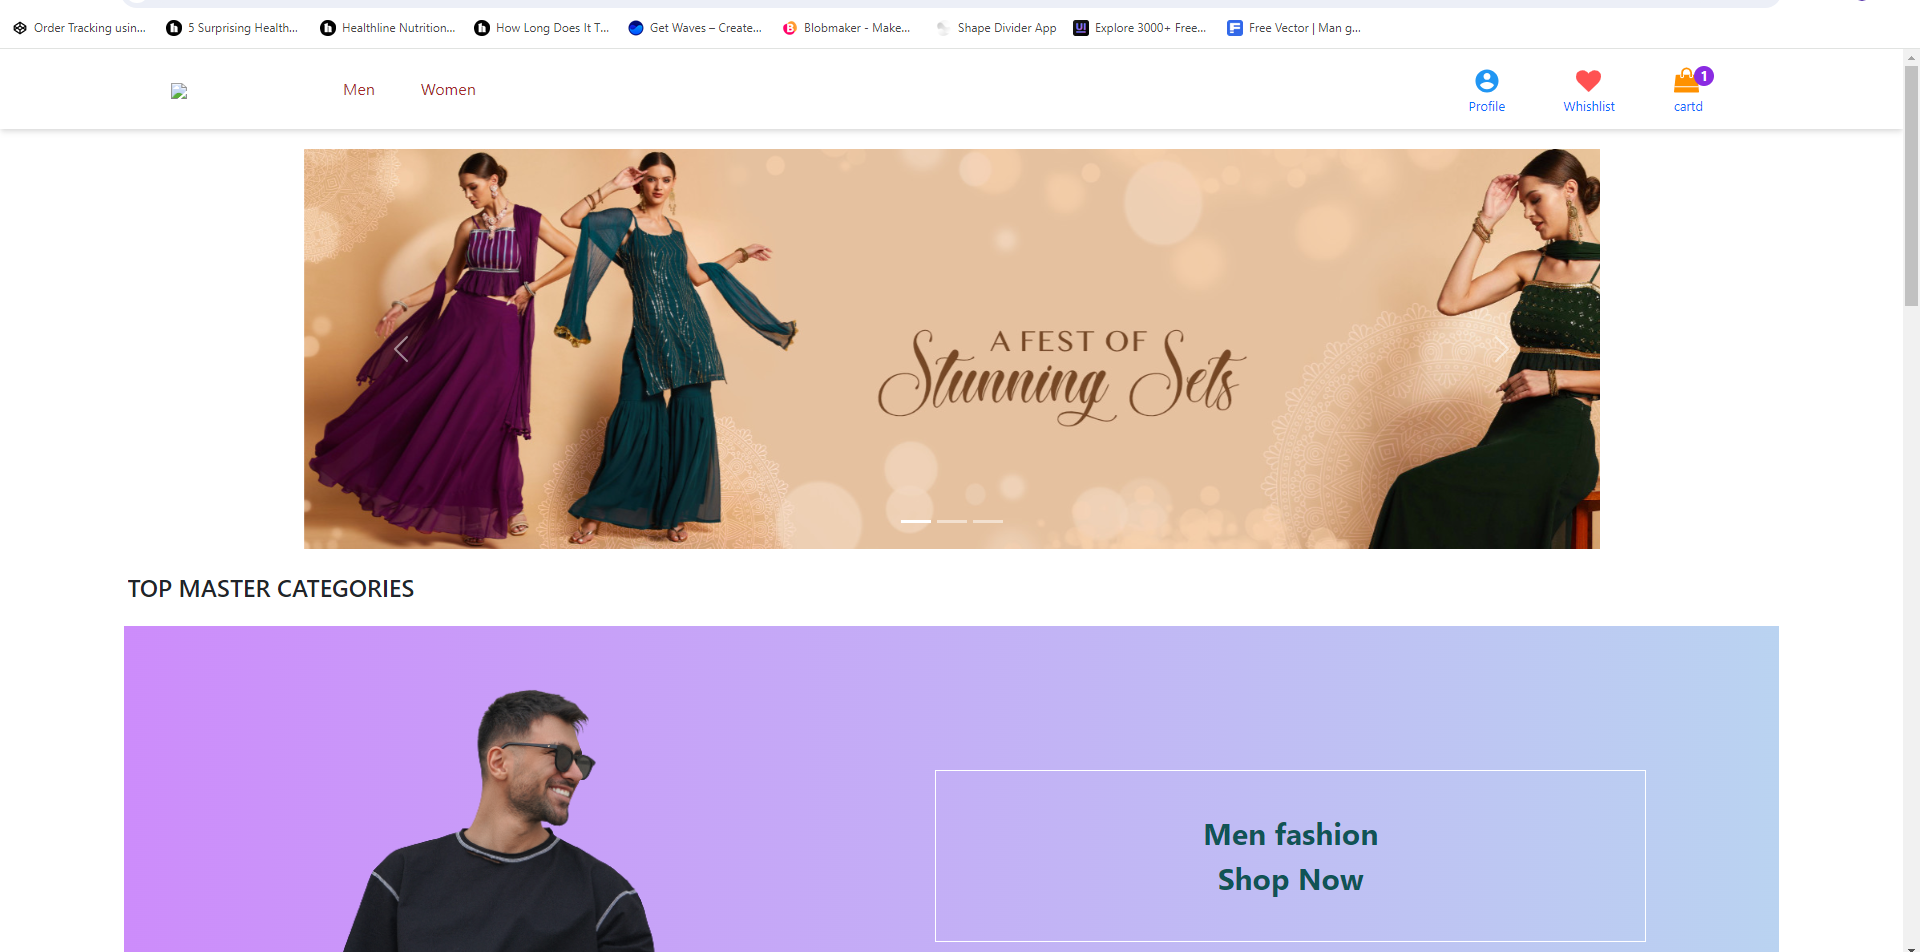 Order Tracking usin...
5 Surprising Health...
Healthline Nutrition...
How Long Does It T...
Get Waves – Create...
Blobmaker - Make...
Shape Divider App
Explore 3000+ Free...
Free Vector | Man g...
Men
Women
Profile
Whishlist
1
cartd
A FEST OF
Stunning Sets
TOP MASTER CATEGORIES
Men fashion
Shop Now